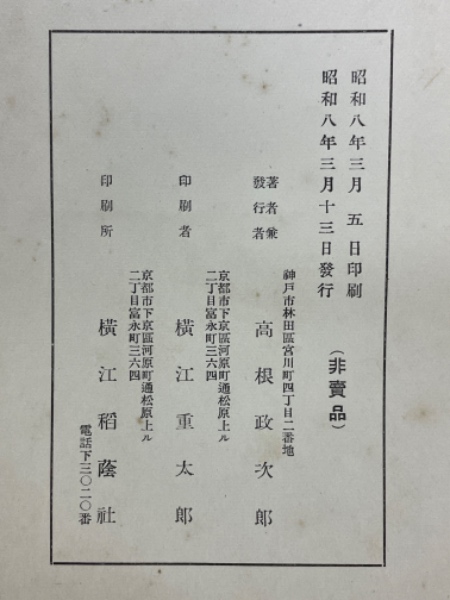 昭和八年三月五日印刷
昭和八年三月十三日發行
(非賣品)
神戸市林田區宮川町四丁目二番地
著者兼
發行者
高根政次郎
京都市下京區河原町通松原上ル
二丁目富永町三六四
印刷者
横江重太郎
京都市下京區河原町通松原上ル
二丁目富永町三六四
印刷所
横江稻蔭社
電話下三〇二〇番